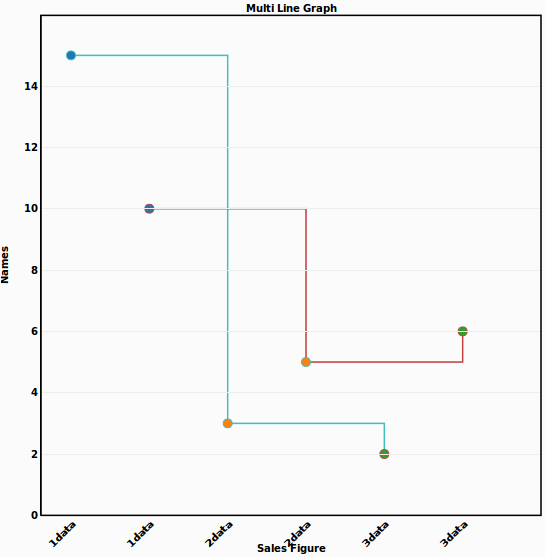 Multi Line Graph
14
12
10
8
6
4
2
0
Names
1data
1data
2data
2data
3data
3data
Sales Figure